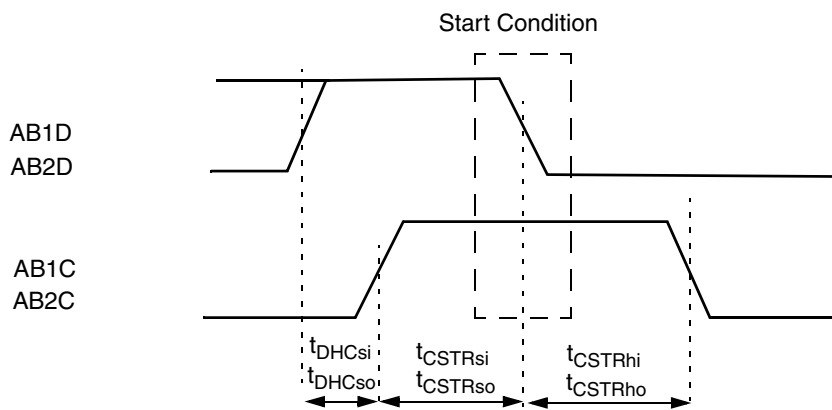 Start Condition
AB1D
AB2D
AB1C
AB2C
tDHCsi
tDHCso
tCSTRsi
tCSTRso
tCSTRhi
tCSTRho